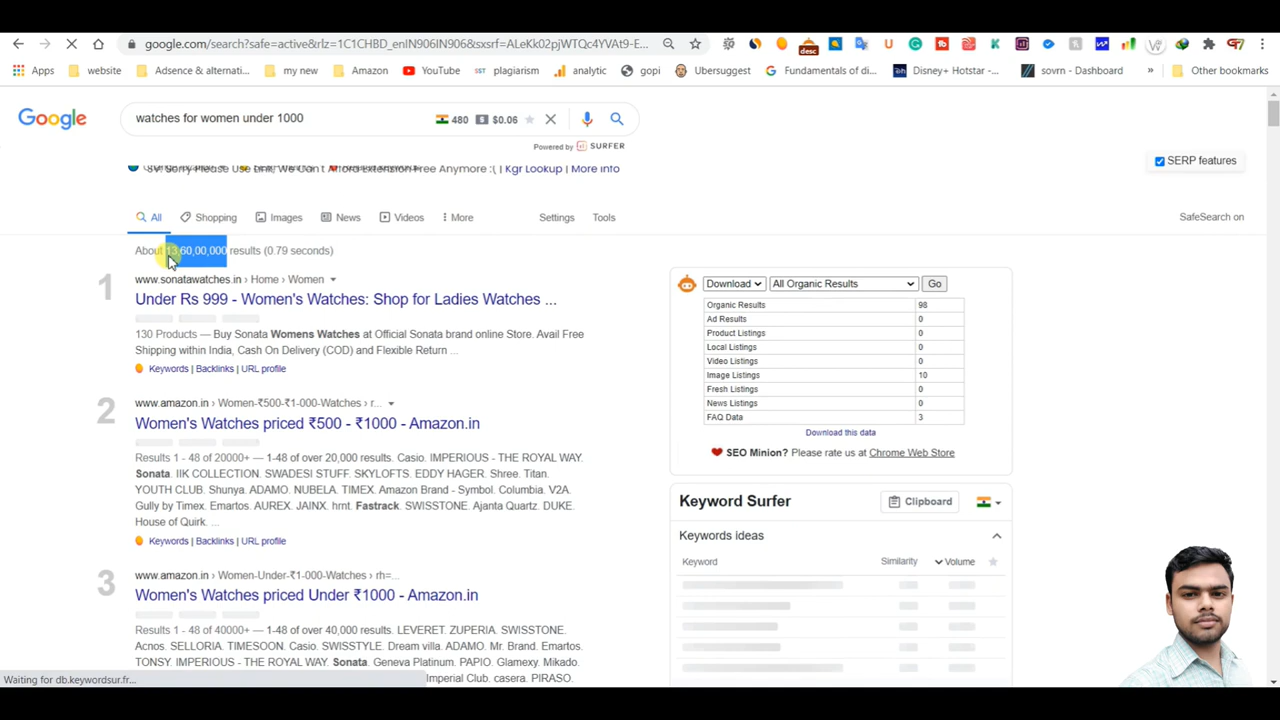 google.com/search?safe=active&rlz=1C1CHBD_enIN906IN906&sxsrf=ALeKk02pjWTQc4YVAt9-E...
Apps website Adsence & alternati... my new Amazon YouTube SST plagiarism analytic gopi Ubersuggest Fundamentals of di... Disney+ Hotstar -... sovrn - Dashboard » Other bookmarks
Google watches for women under 1000 480 $0.06
Powered by SURFER
SERP features
SV: Sorry Please Use Link, We Can't Afford Extension Free Anymore :( | Kgr Lookup | More info
All Shopping Images News Videos More Settings Tools SafeSearch on
About 13,60,00,000 results (0.79 seconds)
1 www.sonatawatches.in › Home › Women
Under Rs 999 - Women's Watches: Shop for Ladies Watches ...
130 Products — Buy Sonata Womens Watches at Official Sonata brand online Store. Avail Free
Shipping within India, Cash On Delivery (COD) and Flexible Return ...
Keywords | Backlinks | URL profile
2 www.amazon.in › Women-₹500-₹1-000-Watches › r...
Women's Watches priced ₹500 - ₹1000 - Amazon.in
Results 1 - 48 of 20000+ — 1-48 of over 20,000 results. Casio. IMPERIOUS - THE ROYAL WAY.
Sonata. IIK COLLECTION. SWADESI STUFF. SKYLOFTS. EDDY HAGER. Shree. Titan.
YOUTH CLUB. Shunya. ADAMO. NUBELA. TIMEX. Amazon Brand - Symbol. Columbia. V2A.
Gully by Timex. Emartos. AUREX. JAINX. hrnt. Fastrack. SWISSTONE. Ajanta Quartz. DUKE.
House of Quirk. ...
Keywords | Backlinks | URL profile
3 www.amazon.in › Women-Under-₹1-000-Watches › rh=...
Women's Watches priced Under ₹1000 - Amazon.in
Results 1 - 48 of 40000+ — 1-48 of over 40,000 results. LEVERET. ZUPERIA. SWISSTONE.
Acnos. SELLORIA. TIMESOON. Casio. SWISSTYLE. Dream villa. ADAMO. Mr. Brand. Emartos.
TONSY. IMPERIOUS - THE ROYAL WAY. Sonata. Geneva Platinum. PAPIO. Glamexy. Mikado.
Imperial Club. casera. PIRASO.
Waiting for db.keywordsur.fr...
Download All Organic Results Go
Organic Results 98
Ad Results 0
Product Listings 0
Local Listings 0
Video Listings 0
Image Listings 10
Fresh Listings 0
News Listings 0
FAQ Data 3
Download this data
SEO Minion? Please rate us at Chrome Web Store
Keyword Surfer Clipboard
Keywords ideas
Keyword Similarity Volume